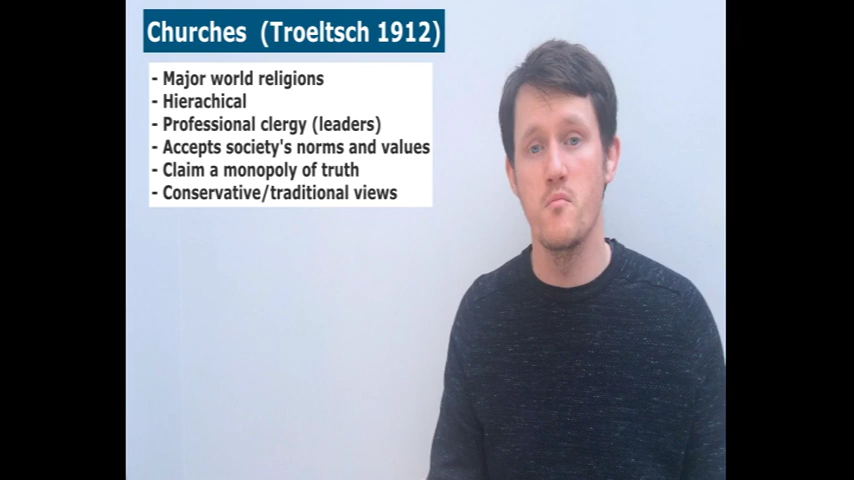 Churches (Troeltsch 1912)
- Major world religions
- Hierachical
- Professional clergy (leaders)
- Accepts society's norms and values
- Claim a monopoly of truth
- Conservative/traditional views